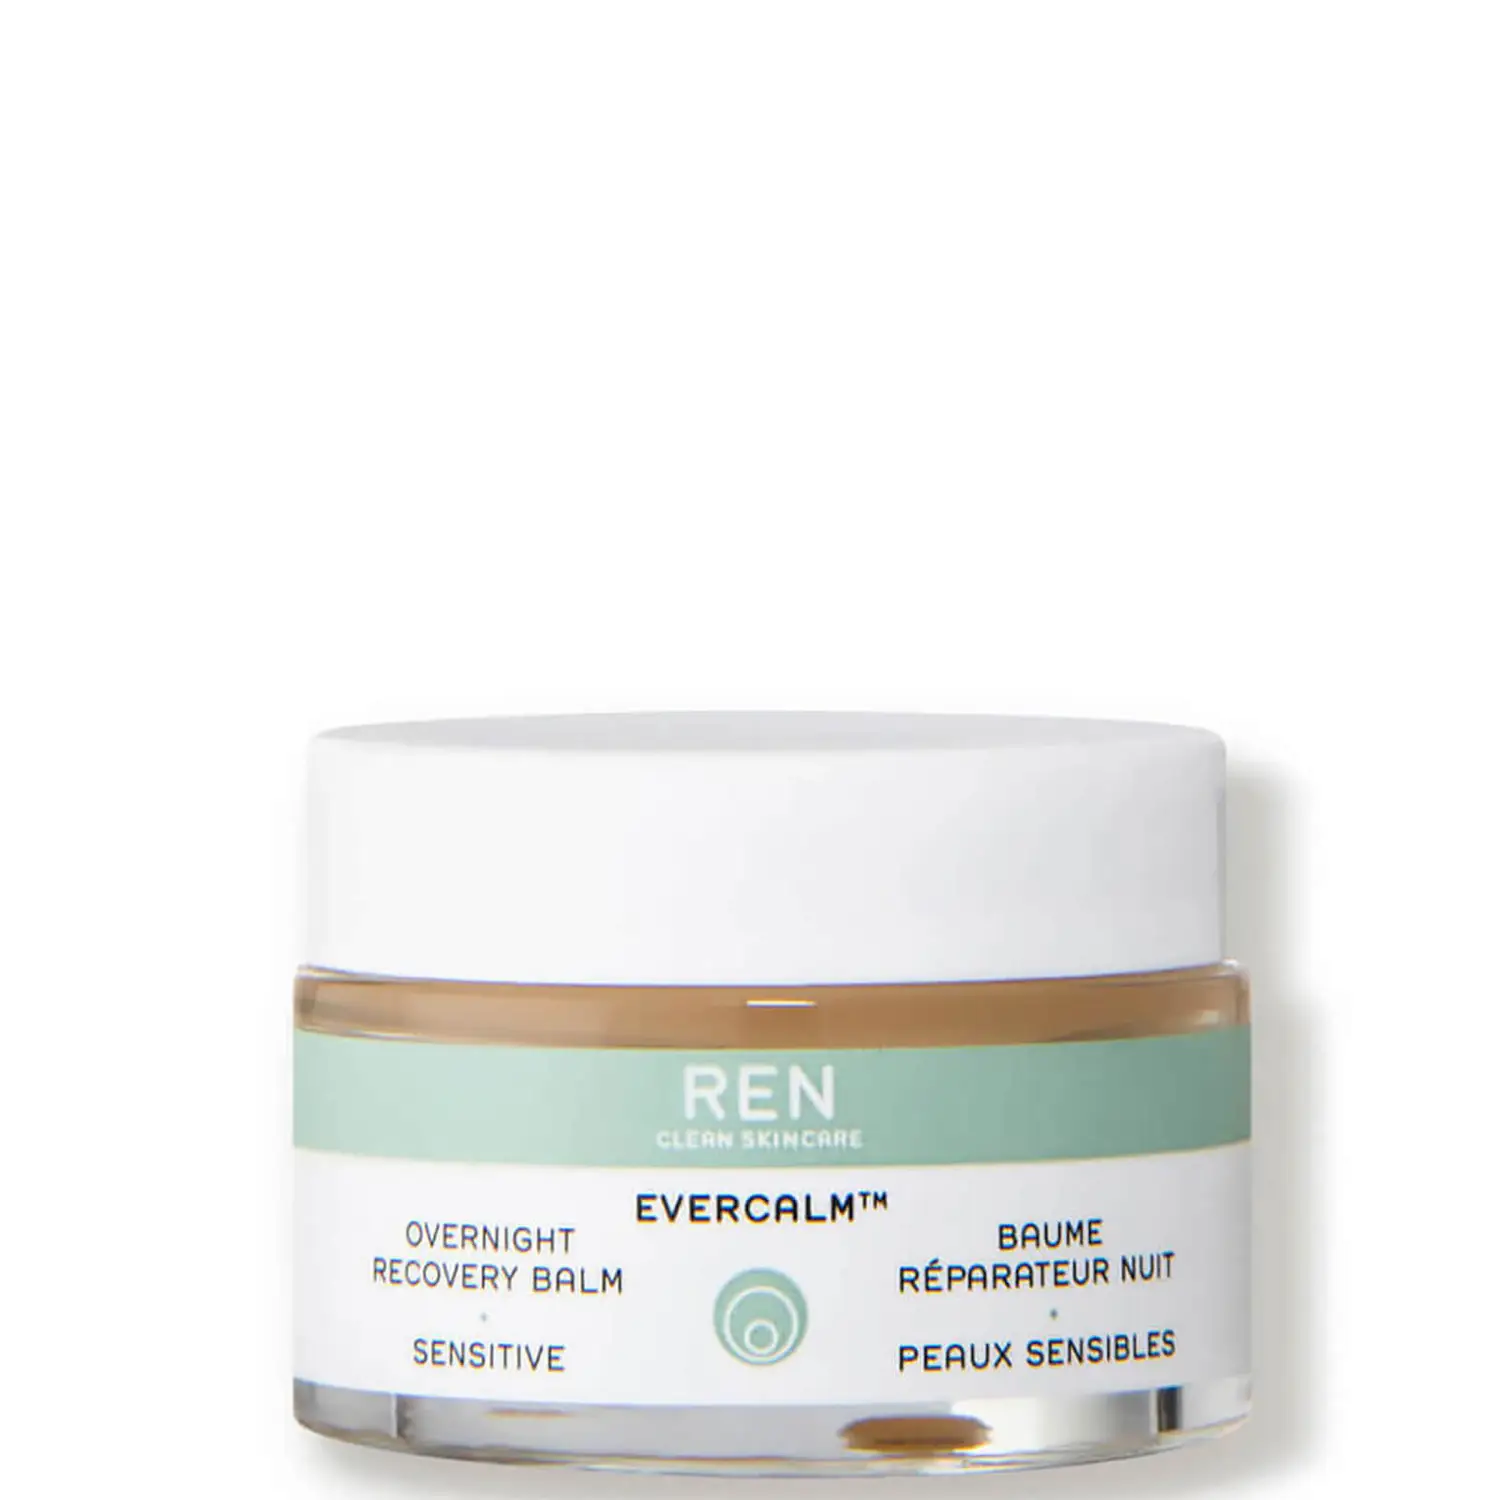 REN
CLEAN SKINCARE
EVERCALM™
OVERNIGHT
RECOVERY BALM
SENSITIVE
BAUME
RÉPARATEUR NUIT
PEAUX SENSIBLES